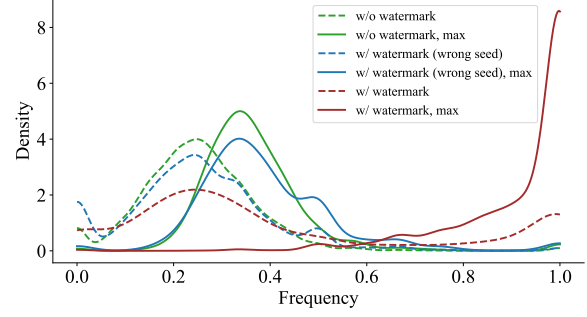 w/o watermark
w/o watermark, max
w/ watermark (wrong seed)
w/ watermark (wrong seed), max
w/ watermark
w/ watermark, max
Density
8
6
4
2
0
0.0 0.2 0.4 0.6 0.8 1.0
Frequency